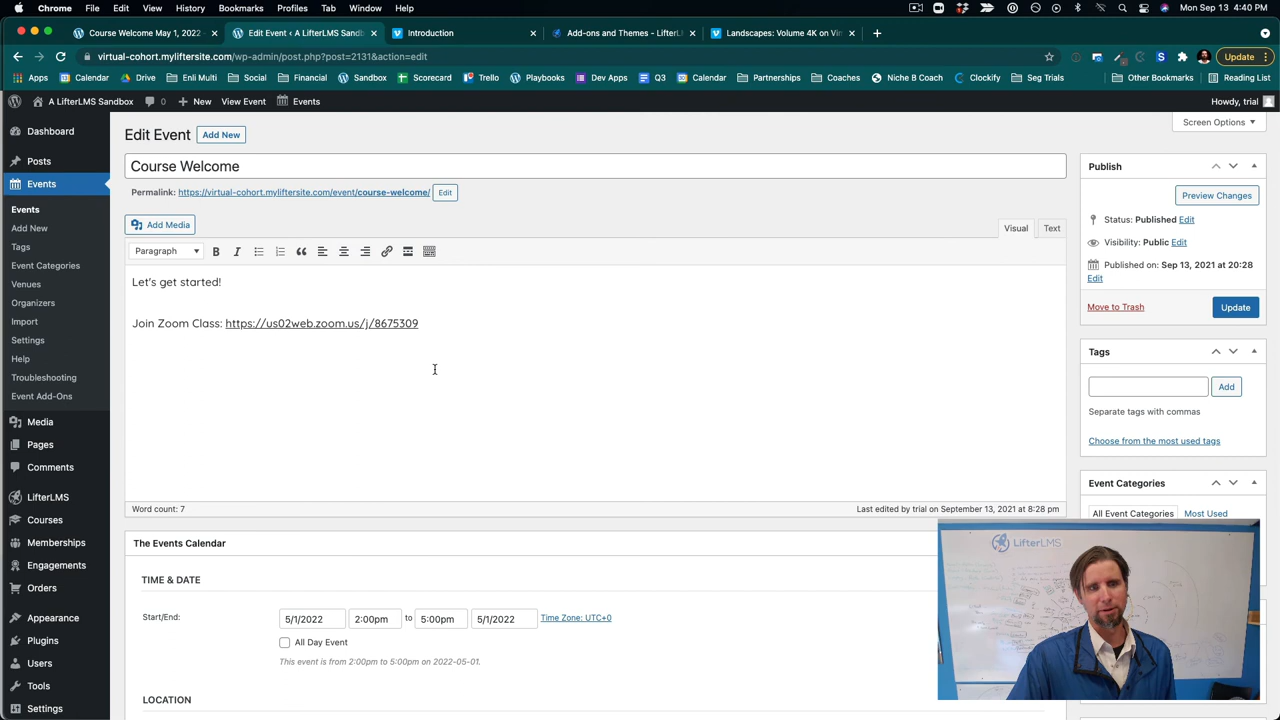 Chrome File Edit View History Bookmarks Profiles Tab Window Help Mon Sep 13 4:40 PM
Course Welcome May 1, 2022 -
Edit Event ‹ A LifterLMS Sandb
Introduction
Add-ons and Themes - LifterL
Landscapes: Volume 4K on Vim
virtual-cohort.myliftersite.com/wp-admin/post.php?post=2131&action=edit
Update
Apps Calendar Drive Enli Multi Social Financial Sandbox Scorecard Trello Playbooks Dev Apps Q3 Calendar Partnerships Coaches Niche B Coach Clockify Seg Trials Other Bookmarks Reading List
A LifterLMS Sandbox 0 New View Event Events Howdy, trial
Screen Options
Dashboard
Posts
Events
Events
Add New
Tags
Event Categories
Venues
Organizers
Import
Settings
Help
Troubleshooting
Event Add-Ons
Media
Pages
Comments
LifterLMS
Courses
Memberships
Engagements
Orders
Appearance
Plugins
Users
Tools
Settings
Edit Event Add New
Course Welcome
Permalink: https://virtual-cohort.myliftersite.com/event/course-welcome/ Edit
Add Media
Visual Text
Paragraph B I
Let's get started!
Join Zoom Class: https://us02web.zoom.us/j/8675309
Word count: 7
Last edited by trial on September 13, 2021 at 8:28 pm
The Events Calendar
TIME & DATE
Start/End: 5/1/2022 2:00pm to 5:00pm 5/1/2022 Time Zone: UTC+0
All Day Event
This event is from 2:00pm to 5:00pm on 2022-05-01.
LOCATION
Publish
Preview Changes
Status: Published Edit
Visibility: Public Edit
Published on: Sep 13, 2021 at 20:28
Edit
Move to Trash Update
Tags
Add
Separate tags with commas
Choose from the most used tags
Event Categories
All Event Categories Most Used
LifterLMS